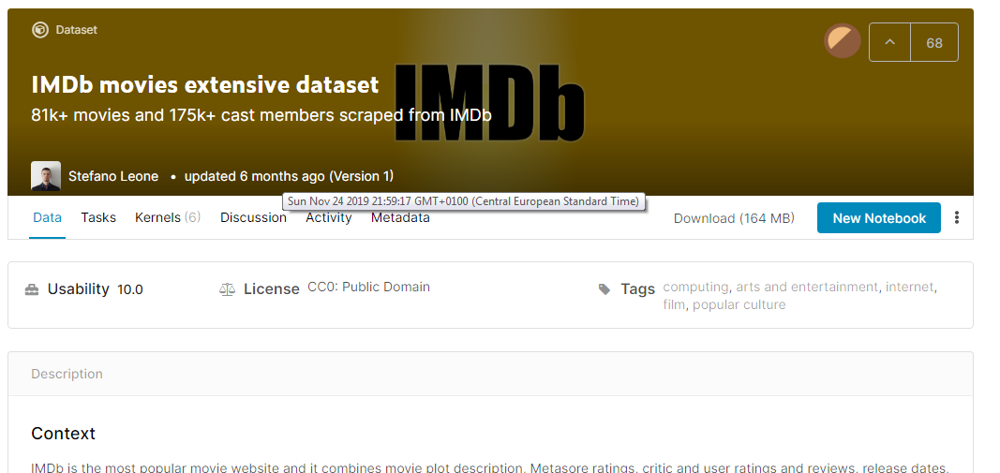 Dataset
68
IMDb movies extensive dataset
IMDb
81k+ movies and 175k+ cast members scraped from IMDb
Stefano Leone • updated 6 months ago (Version 1)
Sun Nov 24 2019 21:59:17 GMT+0100 (Central European Standard Time)
Data Tasks Kernels (6) Discussion Activity Metadata Download (164 MB) New Notebook
Usability 10.0 License CC0: Public Domain Tags computing, arts and entertainment, internet,
film, popular culture
Description
Context
IMDb is the most popular movie website and it combines movie plot description, Metasore ratings, critic and user ratings and reviews, release dates,